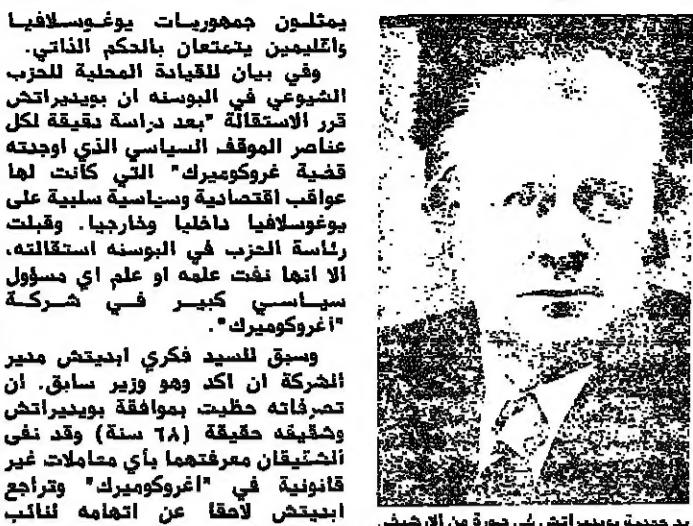 يمثلون جمهوريات يوغوسلافيا
واقليمين يتمتعان بالحكم الذاتي.
وفي بيان للقيادة المحلية للحزب
الشيوعي في البوسنه ان بويديراتش
قرر الاستقالة "بعد دراسة دقيقة لكل
عناصر الموقف السياسي الذي اوجدته
قضية غروكوميرك" التي كانت لها
عواقب اقتصادية وسياسية سلبية على
يوغوسلافيا داخليا وخارجيا. وقبلت
رئاسة الحزب في البوسنه استقالته،
الا انها نفت علمه او علم اي مسؤول
سياسي كبير في شركة
"اغروكوميرك".
وسبق للسيد فكري ابديتش مدير
الشركة ان اكد وهو وزير سابق، ان
تصرفاته حظيت بموافقة بويديراتش
وشقيقه حقيقة (٦٨ سنة) وقد نفى
الشقيقان معرفتهما بأي معاملات غير
قانونية في "اغروكوميرك" وتراجع
ابديتش لاحقا عن اتهامه لنائب
بويديراتش في صورة من الارشيف.